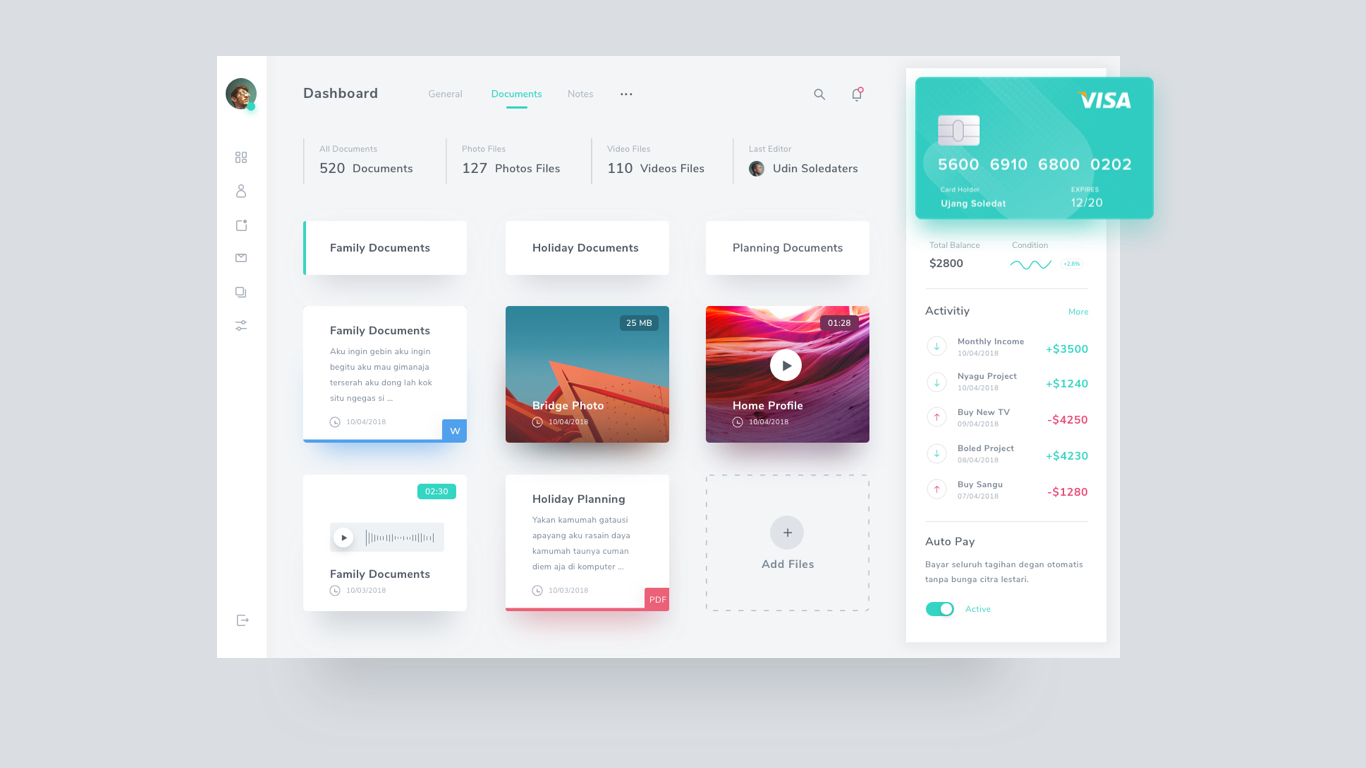 Dashboard
General
Documents
Notes
All Documents
520 Documents
Photo Files
127 Photos Files
Video Files
110 Videos Files
Last Editor
Udin Soledaters
Family Documents
Holiday Documents
Planning Documents
Family Documents
Aku ingin gebin aku ingin
begitu aku mau gimanaja
terserah aku dong lah kok
situ ngegas si ...
10/04/2018
W
25 MB
Bridge Photo
10/04/2018
01:28
Home Profile
10/04/2018
02:30
Family Documents
10/03/2018
Holiday Planning
Yakan kamumah gatausi
apayang aku rasain daya
kamumah taunya cuman
diem aja di komputer ...
10/03/2018
PDF
Add Files
VISA
5600 6910 6800 0202
Card Holder
Ujang Soledat
EXPIRES
12/20
Total Balance
$2800
Condition
+2.8%
Activitiy
More
Monthly Income
10/04/2018
+$3500
Nyagu Project
10/04/2018
+$1240
Buy New TV
09/04/2018
-$4250
Boled Project
08/04/2018
+$4230
Buy Sangu
07/04/2018
-$1280
Auto Pay
Bayar seluruh tagihan degan otomatis
tanpa bunga citra lestari.
Active